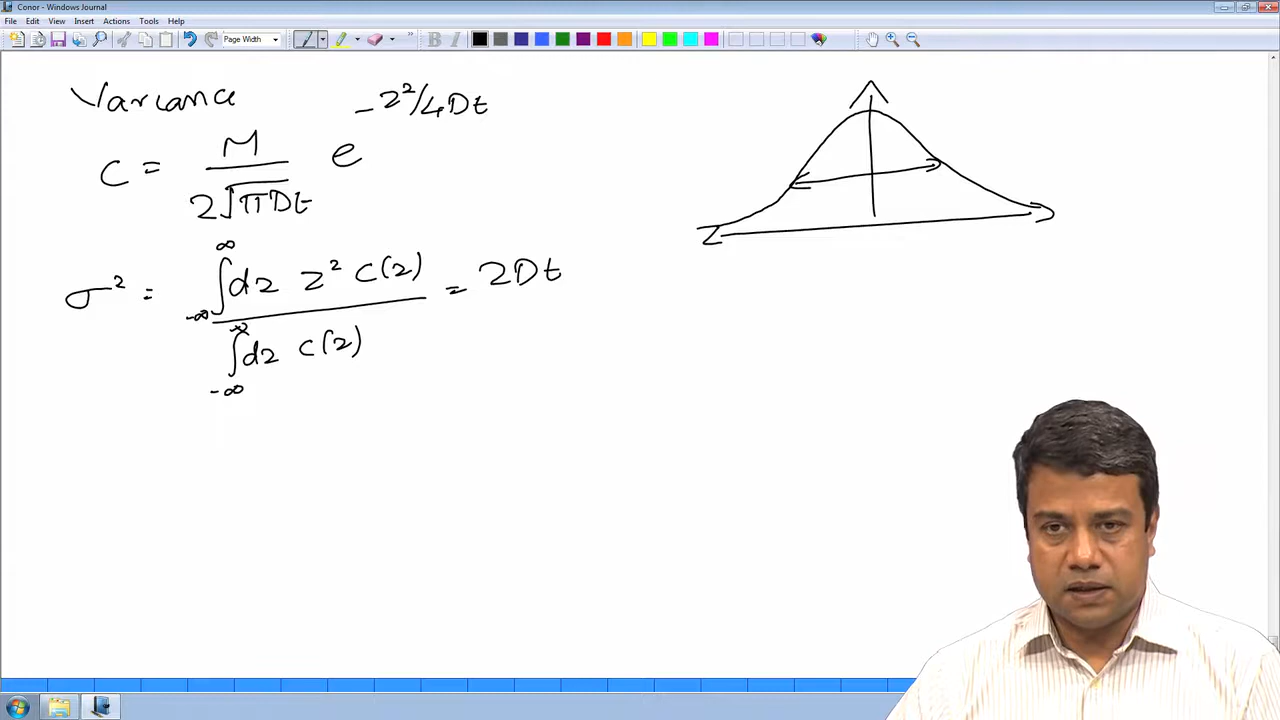 Conor - Windows Journal
File Edit View Insert Actions Tools Help
Page Width
Variance
C = M / 2√πDt e^-z²/4Dt
σ² = ∫_-∞^∞ dz z² C(z) / ∫_-∞^∞ dz C(z) = 2Dt